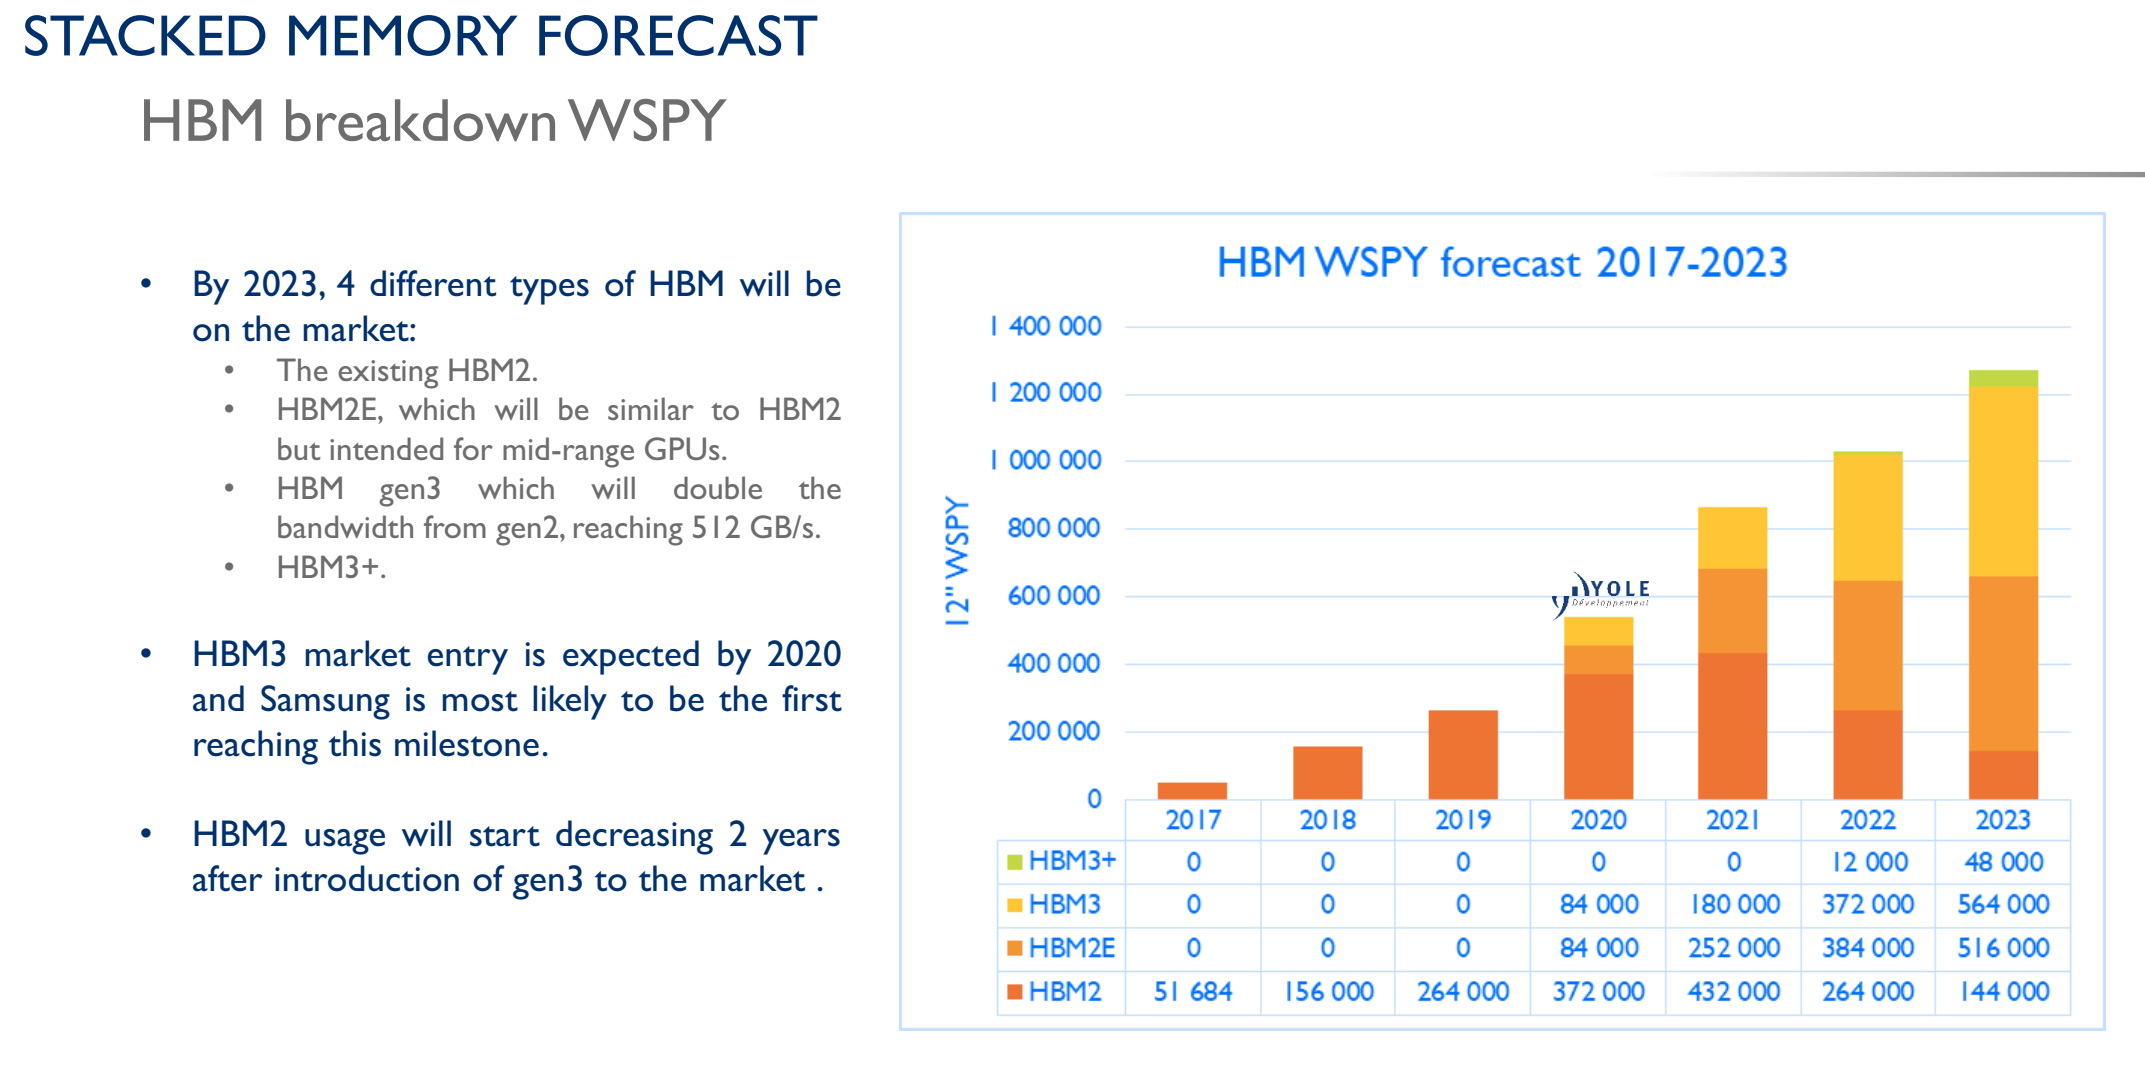 STACKED MEMORY FORECAST
HBM breakdown WSPY
• By 2023, 4 different types of HBM will be
on the market:
• The existing HBM2.
• HBM2E, which will be similar to HBM2
but intended for mid-range GPUs.
• HBM gen3 which will double the
bandwidth from gen2, reaching 512 GB/s.
• HBM3+.
• HBM3 market entry is expected by 2020
and Samsung is most likely to be the first
reaching this milestone.
• HBM2 usage will start decreasing 2 years
after introduction of gen3 to the market .
HBM WSPY forecast 2017-2023
12" WSPY
1 400 000
1 200 000
1 000 000
800 000
600 000
400 000
200 000
0
YOLE
Développement
2017 2018 2019 2020 2021 2022 2023
HBM3+ 0 0 0 0 0 12 000 48 000
HBM3 0 0 0 84 000 180 000 372 000 564 000
HBM2E 0 0 0 84 000 252 000 384 000 516 000
HBM2 51 684 156 000 264 000 372 000 432 000 264 000 144 000